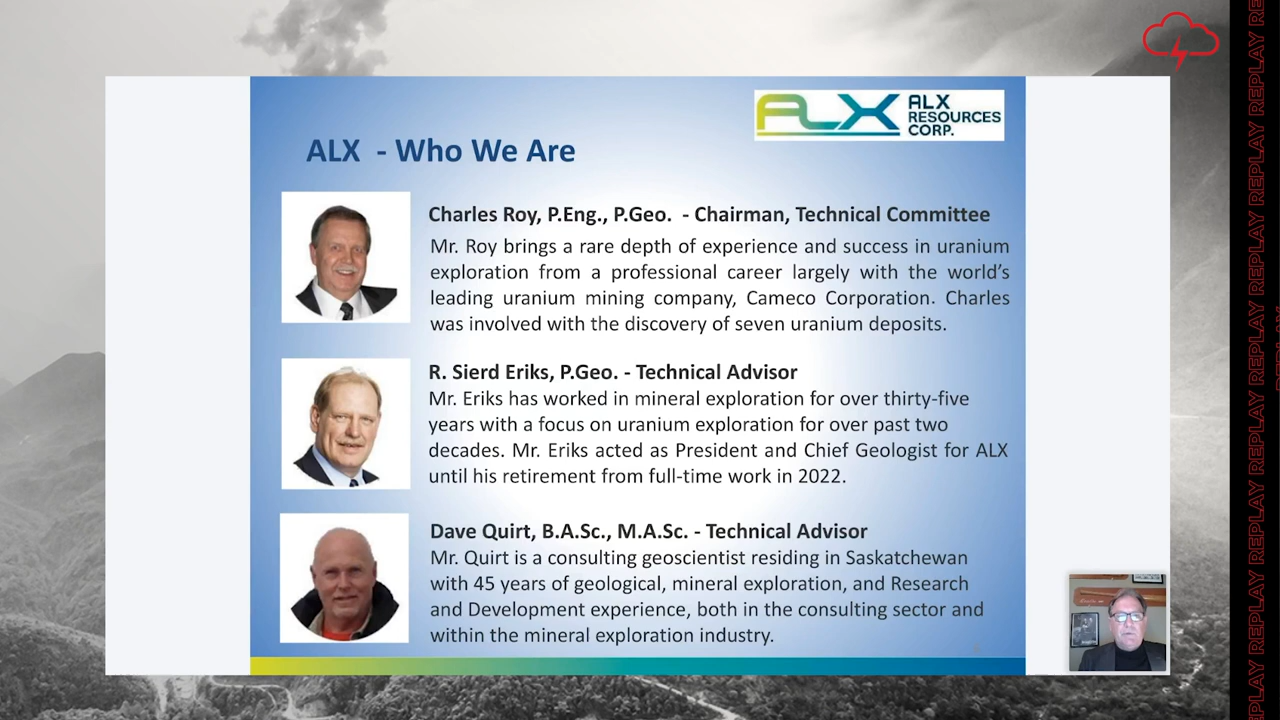 ALX
RESOURCES
CORP.
ALX - Who We Are
Charles Roy, P.Eng., P.Geo. - Chairman, Technical Committee
Mr. Roy brings a rare depth of experience and success in uranium
exploration from a professional career largely with the world's
leading uranium mining company, Cameco Corporation. Charles
was involved with the discovery of seven uranium deposits.
R. Sierd Eriks, P.Geo. - Technical Advisor
Mr. Eriks has worked in mineral exploration for over thirty-five
years with a focus on uranium exploration for over past two
decades. Mr. Eriks acted as President and Chief Geologist for ALX
until his retirement from full-time work in 2022.
Dave Quirt, B.A.Sc., M.A.Sc. - Technical Advisor
Mr. Quirt is a consulting geoscientist residing in Saskatchewan
with 45 years of geological, mineral exploration, and Research
and Development experience, both in the consulting sector and
within the mineral exploration industry.
REPLAY REPLAY REPLAY REPLAY REPLAY REPLAY REPLAY